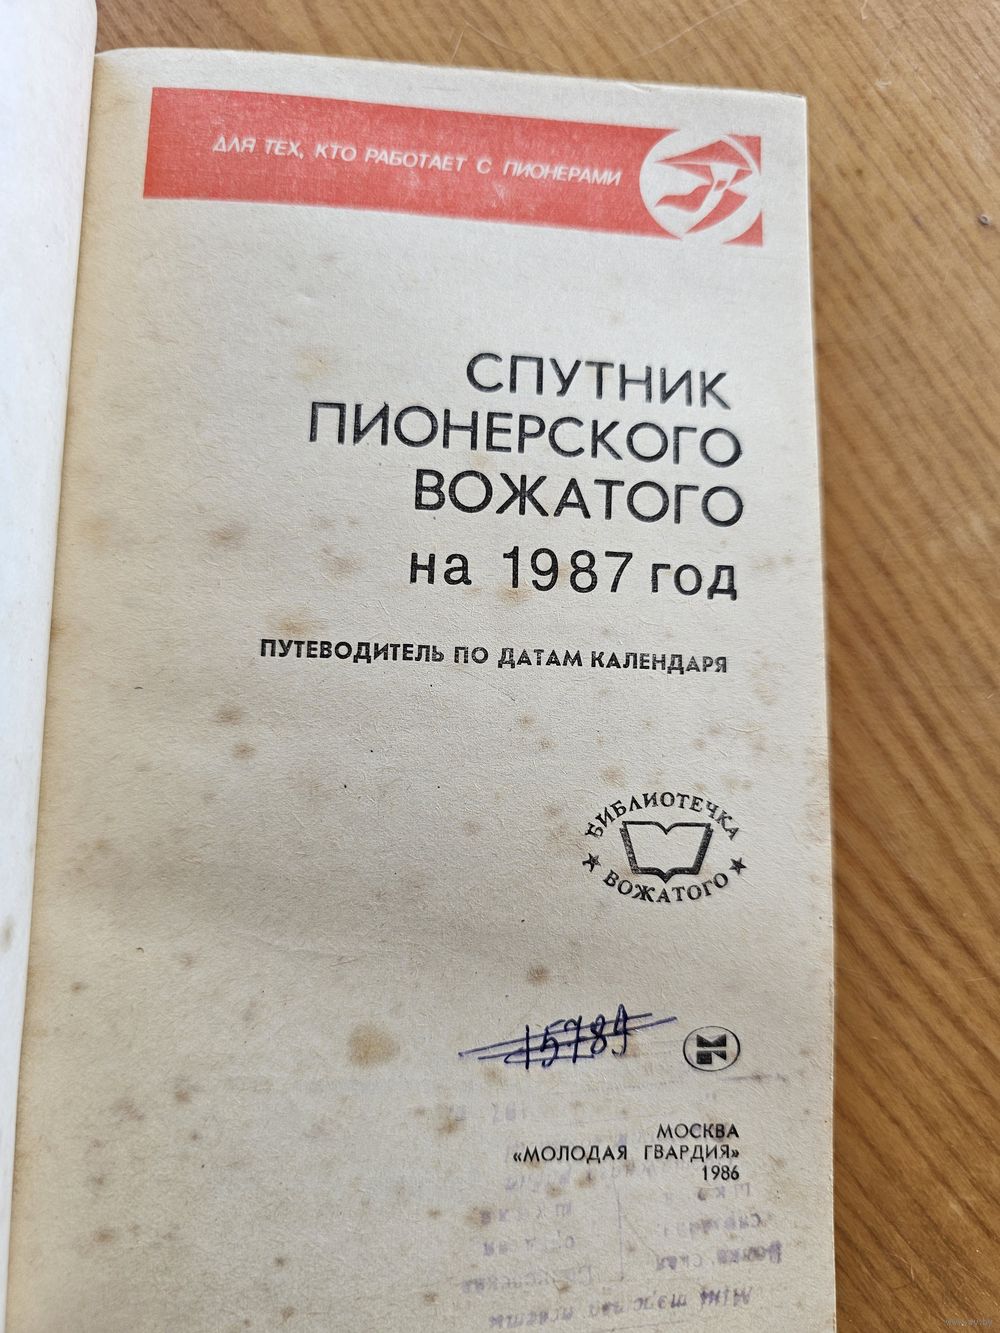 ДЛЯ ТЕХ, КТО РАБОТАЕТ С ПИОНЕРАМИ
СПУТНИК
ПИОНЕРСКОГО
ВОЖАТОГО
на 1987 год
ПУТЕВОДИТЕЛЬ ПО ДАТАМ КАЛЕНДАРЯ
БИБЛИОТЕЧКА
ВОЖАТОГО
15789
МОСКВА
«МОЛОДАЯ ГВАРДИЯ»
1986